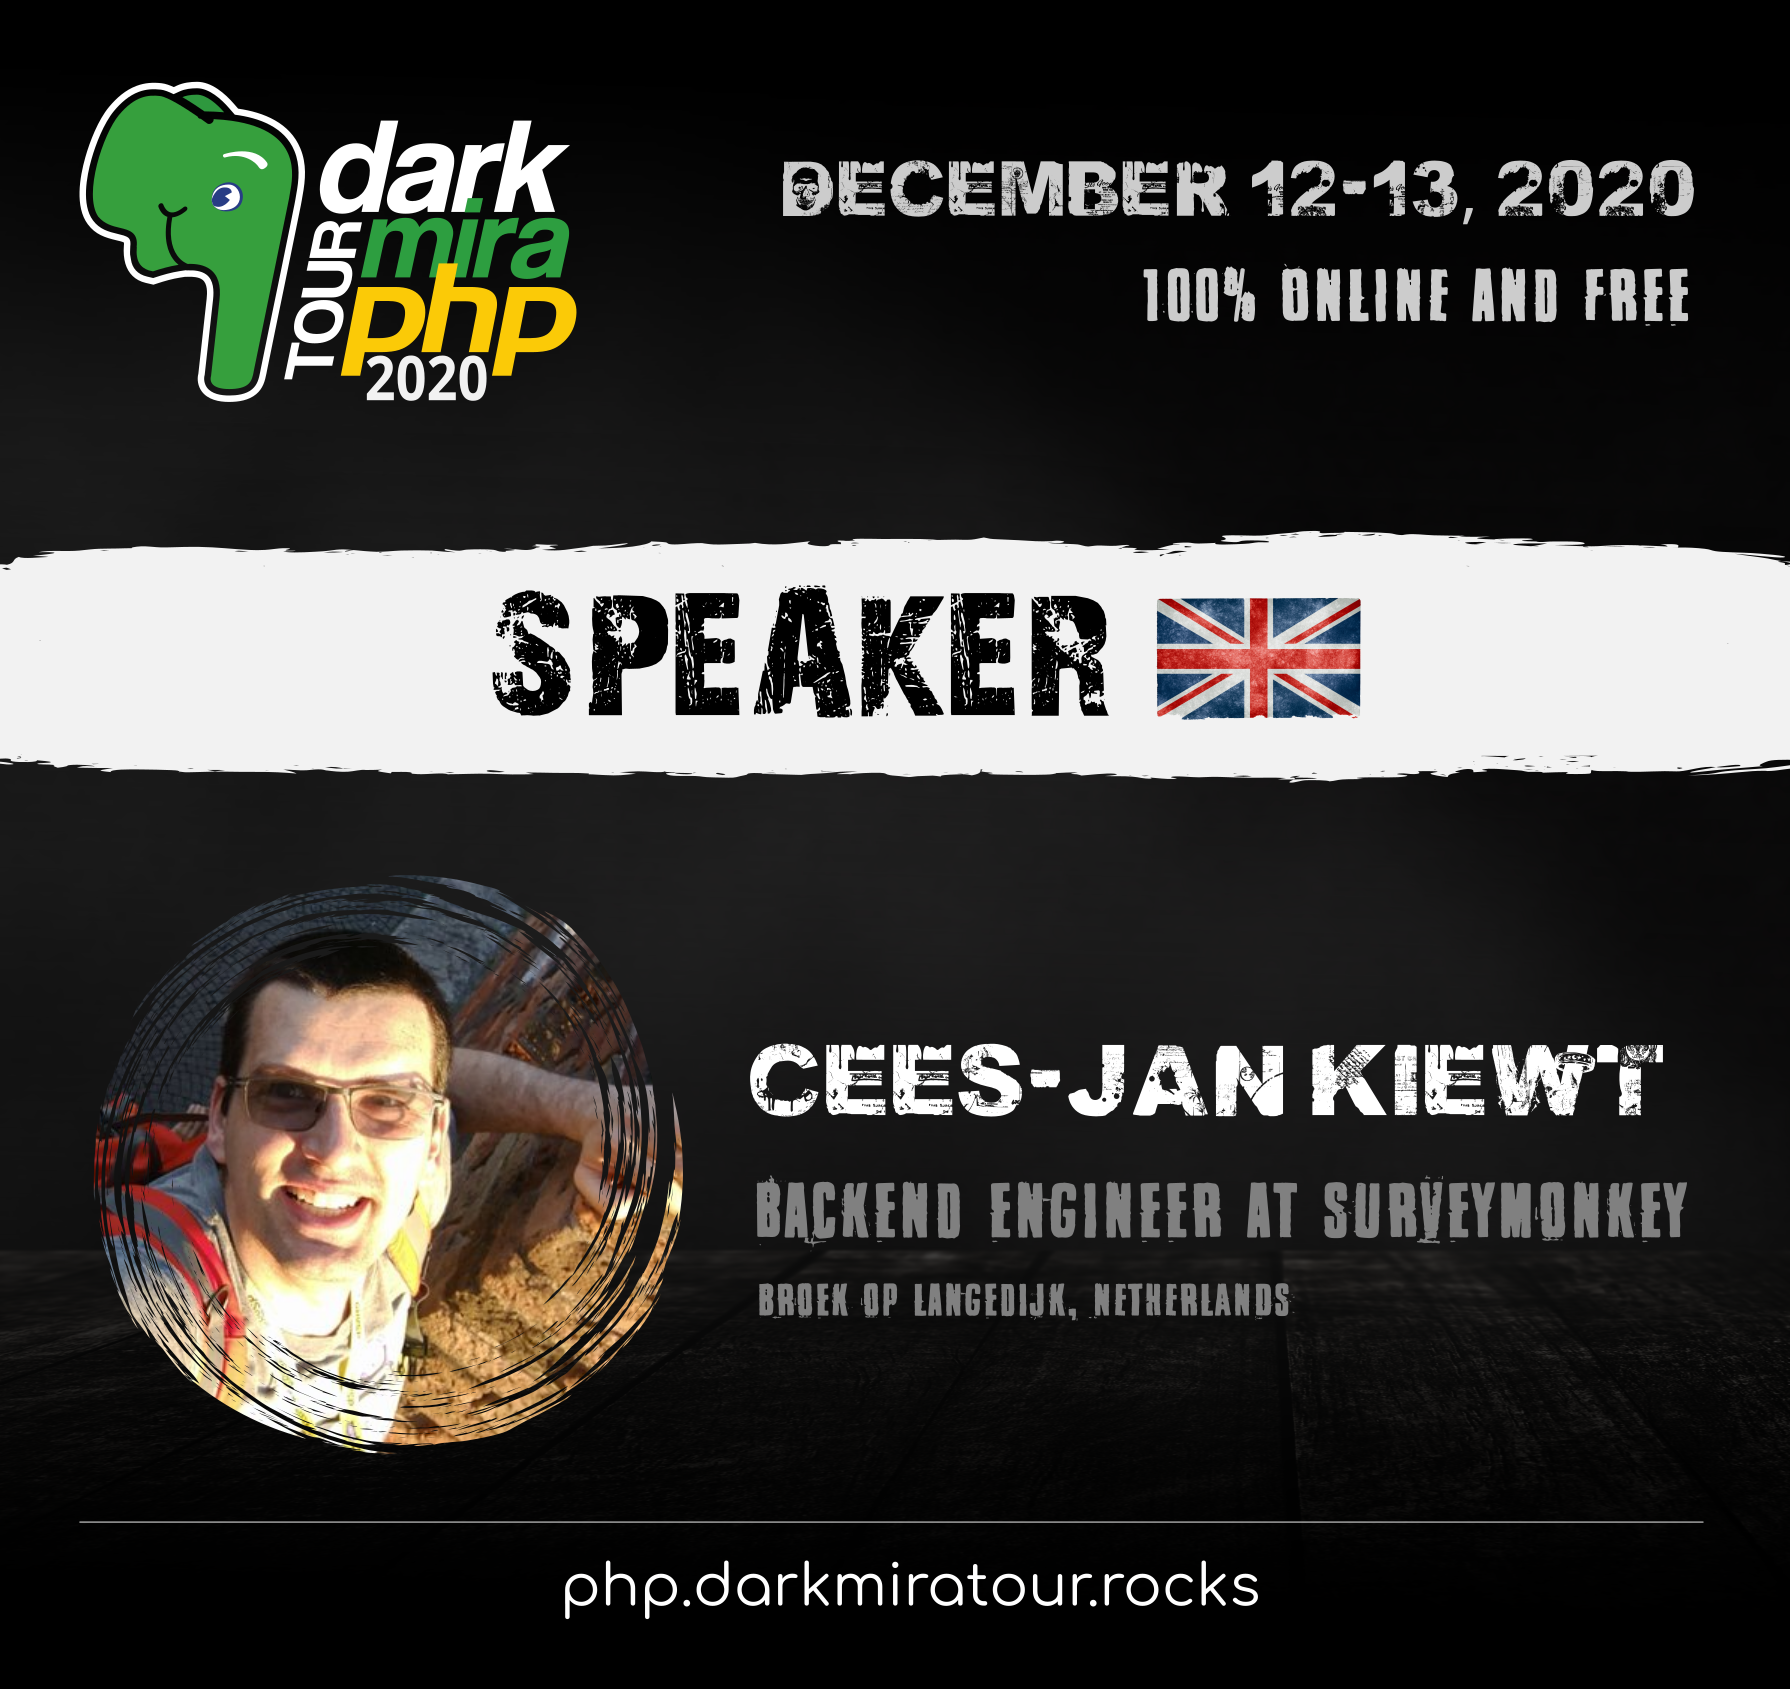 dark
mira
php
TOUR
2020
DECEMBER 12-13, 2020
100% ONLINE AND FREE
SPEAKER
CEES-JAN KIEWT
BACKEND ENGINEER AT SURVEYMONKEY
BROEK OP LANGEDIJK, NETHERLANDS
php.darkmiratour.rocks